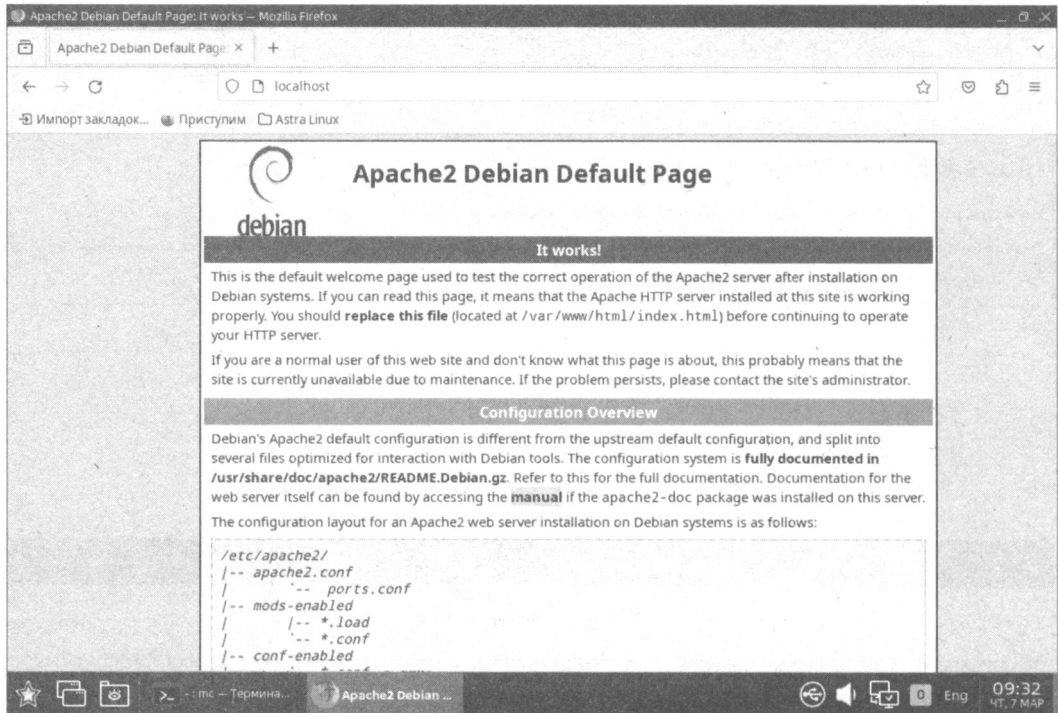 Apache2 Debian Default Page: It works — Mozilla Firefox
Apache2 Debian Default Page:
localhost
Импорт закладок... Приступим Astra Linux
debian
Apache2 Debian Default Page
It works!
This is the default welcome page used to test the correct operation of the Apache2 server after installation on
Debian systems. If you can read this page, it means that the Apache HTTP server installed at this site is working
properly. You should replace this file (located at /var/www/html/index.html) before continuing to operate
your HTTP server.
If you are a normal user of this web site and don't know what this page is about, this probably means that the
site is currently unavailable due to maintenance. If the problem persists, please contact the site's administrator.
Configuration Overview
Debian's Apache2 default configuration is different from the upstream default configuration, and split into
several files optimized for interaction with Debian tools. The configuration system is fully documented in
/usr/share/doc/apache2/README.Debian.gz. Refer to this for the full documentation. Documentation for the
web server itself can be found by accessing the manual if the apache2-doc package was installed on this server.
The configuration layout for an Apache2 web server installation on Debian systems is as follows:
/etc/apache2/
|-- apache2.conf
|       `--  ports.conf
|-- mods-enabled
|       |-- *.load
|       `-- *.conf
|-- conf-enabled
|       `-- *.conf
- : mc — Термина... Apache2 Debian ... 0 Eng 09:32
ЧТ, 7 МАР